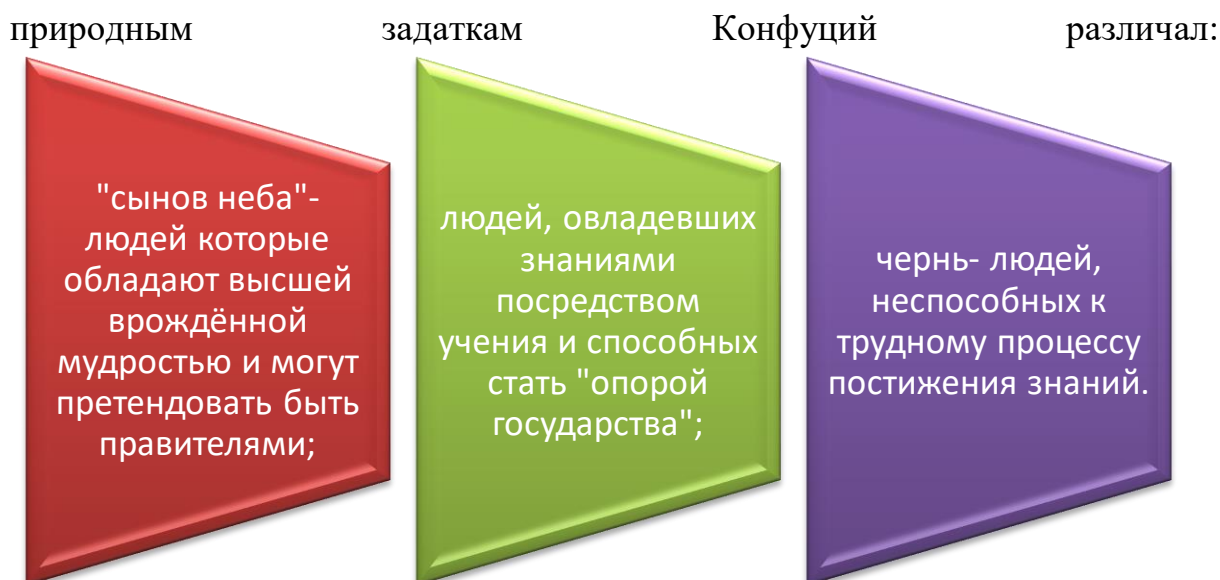 природным задаткам Конфуций различал:
"сынов неба"-
людей которые
обладают высшей
врождённой
мудростью и могут
претендовать быть
правителями;
людей, овладевших
знаниями
посредством
учения и способных
стать "опорой
государства";
чернь- людей,
неспособных к
трудному процессу
постижения знаний.